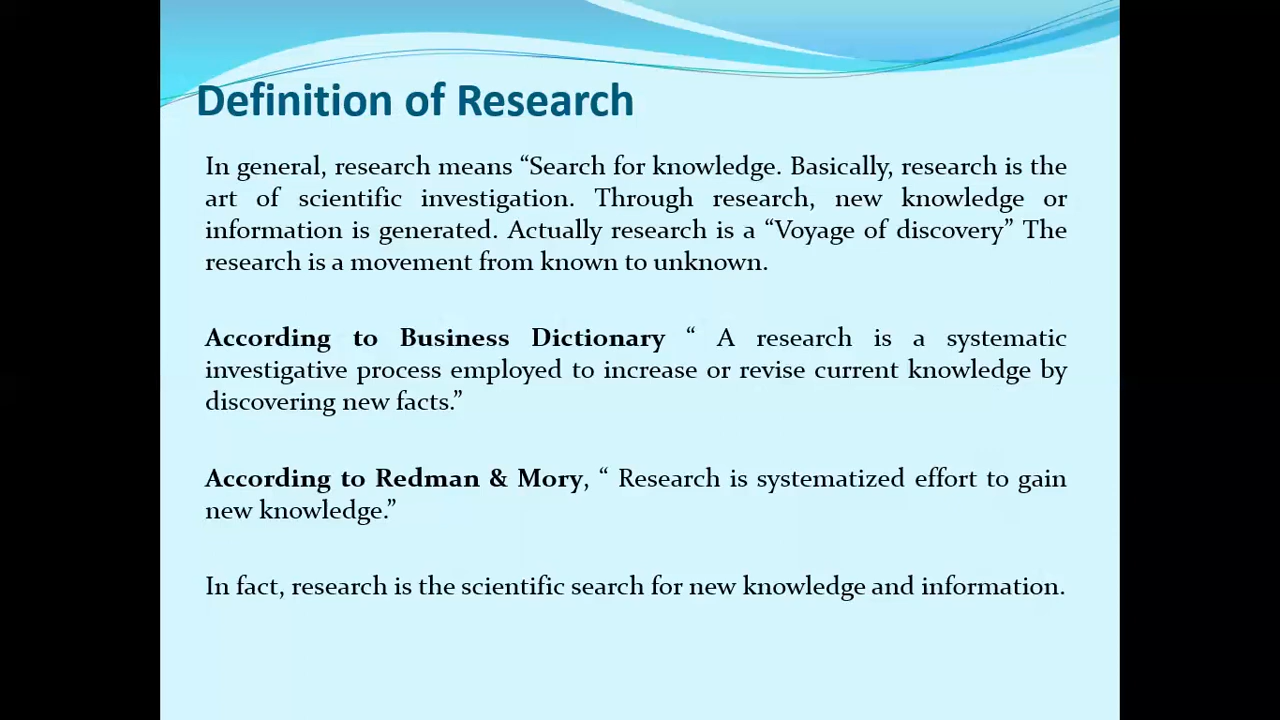 Definition of Research
In general, research means “Search for knowledge. Basically, research is the
art of scientific investigation. Through research, new knowledge or
information is generated. Actually research is a “Voyage of discovery” The
research is a movement from known to unknown.
According to Business Dictionary “ A research is a systematic
investigative process employed to increase or revise current knowledge by
discovering new facts.”
According to Redman & Mory, “ Research is systematized effort to gain
new knowledge.”
In fact, research is the scientific search for new knowledge and information.